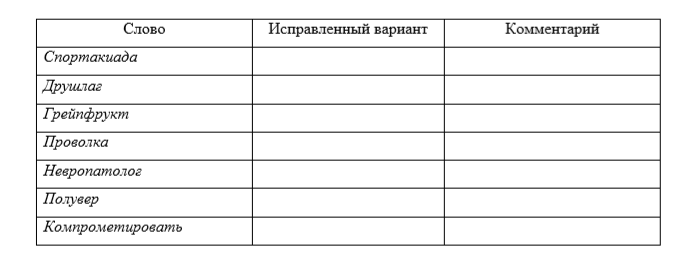 Слово Исправленный вариант Комментарий
Спортакиада
Друшлаг
Грейпфрукт
Проволка
Невропатолог
Полувер
Компрометировать